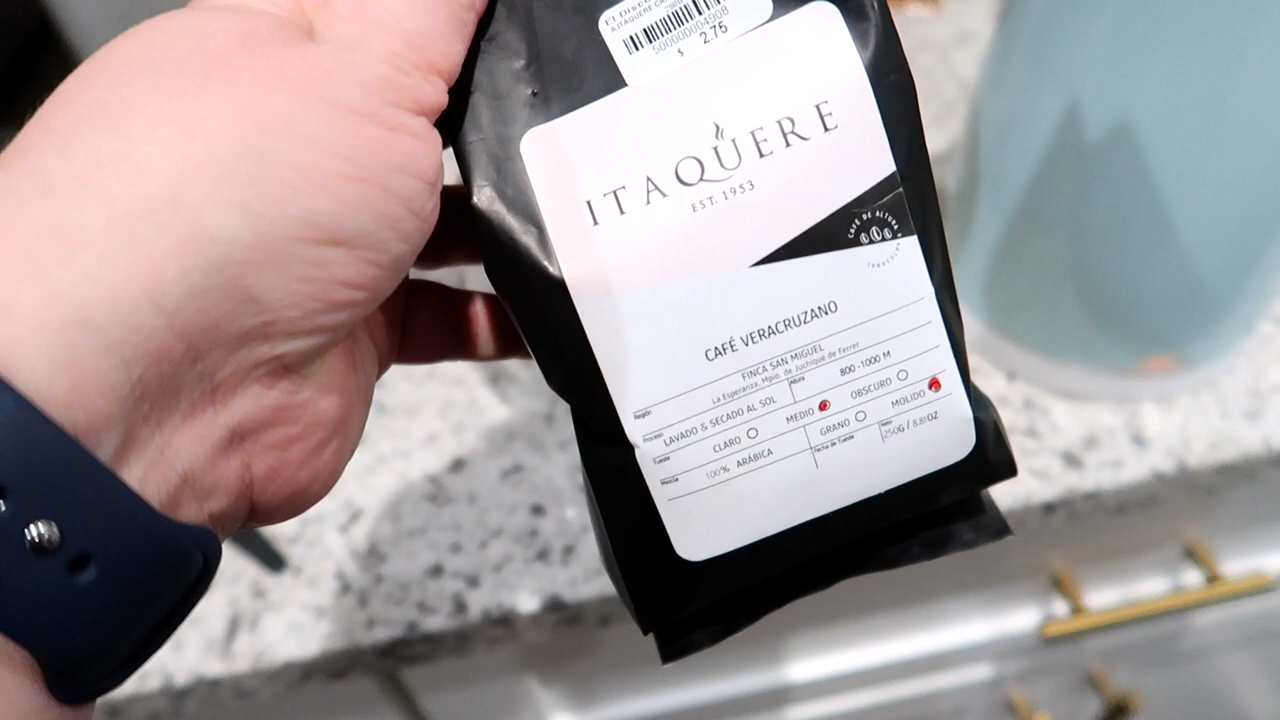 500000004900
$ 2.75
ITAQUERE
EST. 1953
CAFÉ DE ALTURA
CAFÉ VERACRUZANO
FINCA SAN MIGUEL
Región La Esperanza, Mpio. de Juchique de Ferrer
Proceso LAVADO & SECADO AL SOL Altura 800 -1000 M
Tueste CLARO MEDIO OBSCURO
Mezcla 100% ARÁBICA GRANO MOLIDO
Fecha de Tueste Neto 250G / 8.81OZ